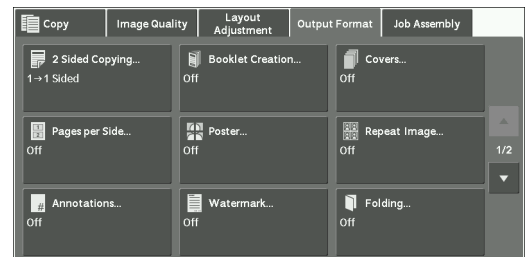 Copy
Image Quality
Layout
Adjustment
Output Format
Job Assembly
2 Sided Copying...
1→1 Sided
Booklet Creation...
Off
Covers...
Off
Pages per Side...
Off
Poster...
Off
Repeat Image...
Off
1/2
# Annotations...
Off
Watermark...
Off
Folding...
Off